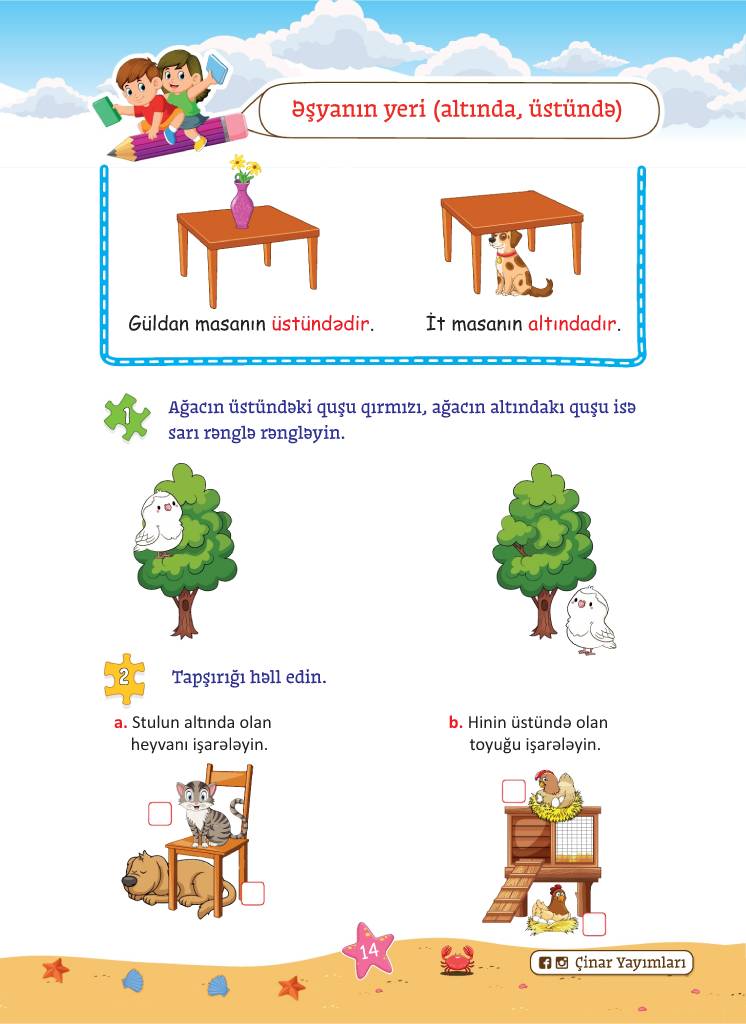 Əşyanın yeri (altında, üstündə)
Güldan masanın üstündədir.
İt masanın altındadır.
1
Ağacın üstündəki quşu qırmızı, ağacın altındakı quşu isə
sarı rənglə rəngləyin.
2
Tapşırığı həll edin.
a. Stulun altında olan
heyvanı işarələyin.
b. Hinin üstündə olan
toyuğu işarələyin.
14
Çinar Yayımları